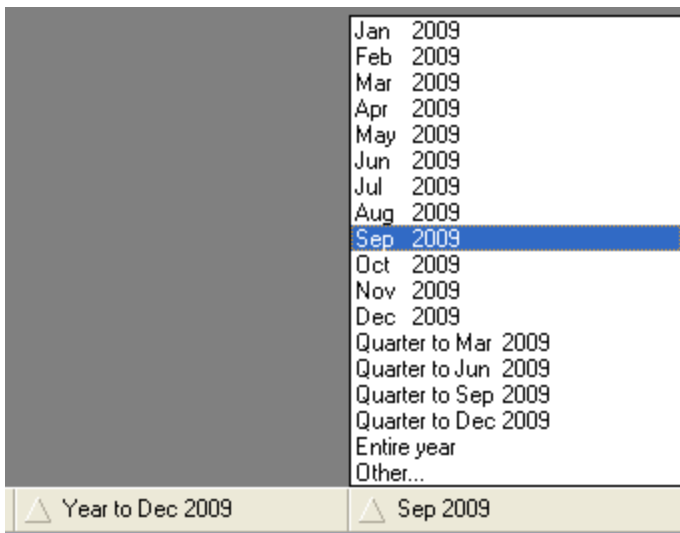 Jan 2009
Feb 2009
Mar 2009
Apr 2009
May 2009
Jun 2009
Jul 2009
Aug 2009
Sep 2009
Oct 2009
Nov 2009
Dec 2009
Quarter to Mar 2009
Quarter to Jun 2009
Quarter to Sep 2009
Quarter to Dec 2009
Entire year
Other...
Year to Dec 2009
Sep 2009